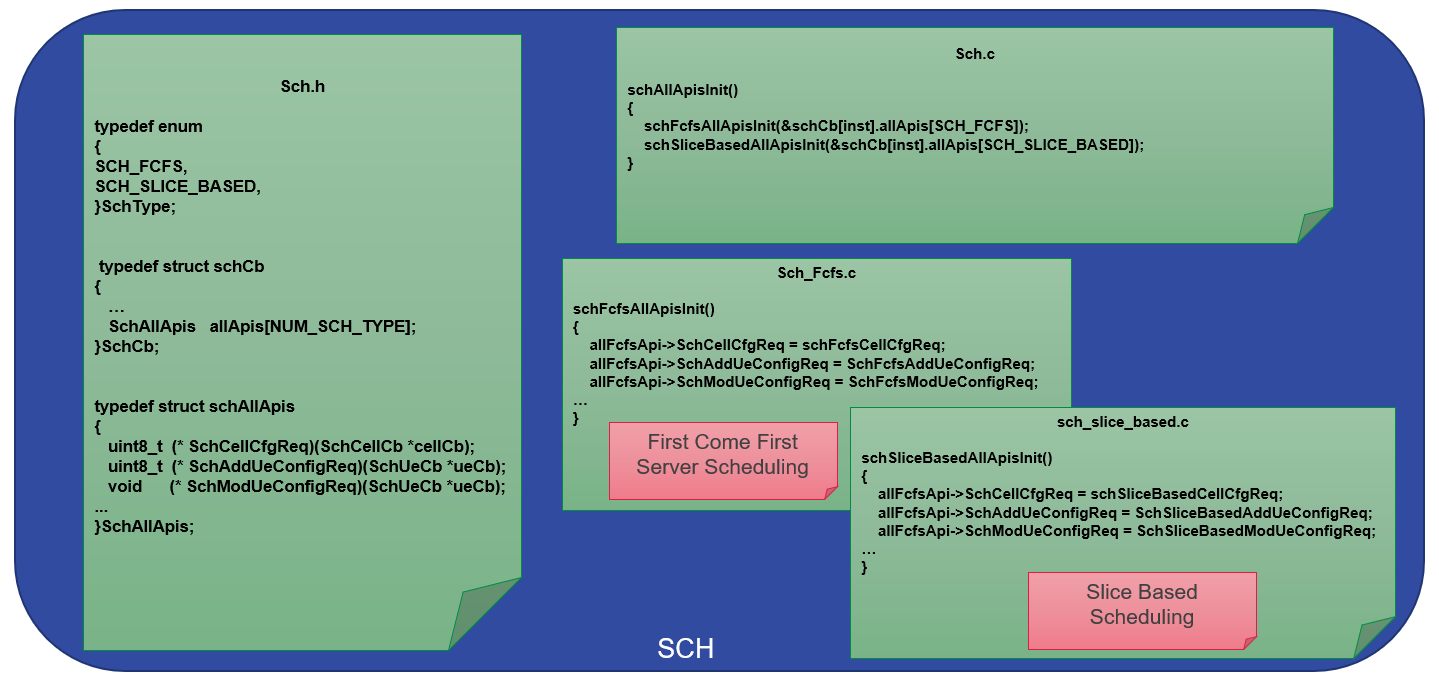 Sch.h
typedef enum
{
SCH_FCFS,
SCH_SLICE_BASED,
}SchType;
typedef struct schCb
{
...
SchAllApis allApis[NUM_SCH_TYPE];
}SchCb;
typedef struct schAllApis
{
uint8_t (* SchCellCfgReq)(SchCellCb *cellCb);
uint8_t (* SchAddUeConfigReq)(SchUeCb *ueCb);
void (* SchModUeConfigReq)(SchUeCb *ueCb);
...
}SchAllApis;
Sch.c
schAllApisInit()
{
schFcfsAllApisInit(&schCb[inst].allApis[SCH_FCFS]);
schSliceBasedAllApisInit(&schCb[inst].allApis[SCH_SLICE_BASED]);
}
Sch_Fcfs.c
schFcfsAllApisInit()
{
allFcfsApi->SchCellCfgReq = schFcfsCellCfgReq;
allFcfsApi->SchAddUeConfigReq = SchFcfsAddUeConfigReq;
allFcfsApi->SchModUeConfigReq = SchFcfsModUeConfigReq;
...
}
First Come First
Server Scheduling
sch_slice_based.c
schSliceBasedAllApisInit()
{
allFcfsApi->SchCellCfgReq = schSliceBasedCellCfgReq;
allFcfsApi->SchAddUeConfigReq = SchSliceBasedAddUeConfigReq;
allFcfsApi->SchModUeConfigReq = SchSliceBasedModUeConfigReq;
...
}
Slice Based
Scheduling
SCH